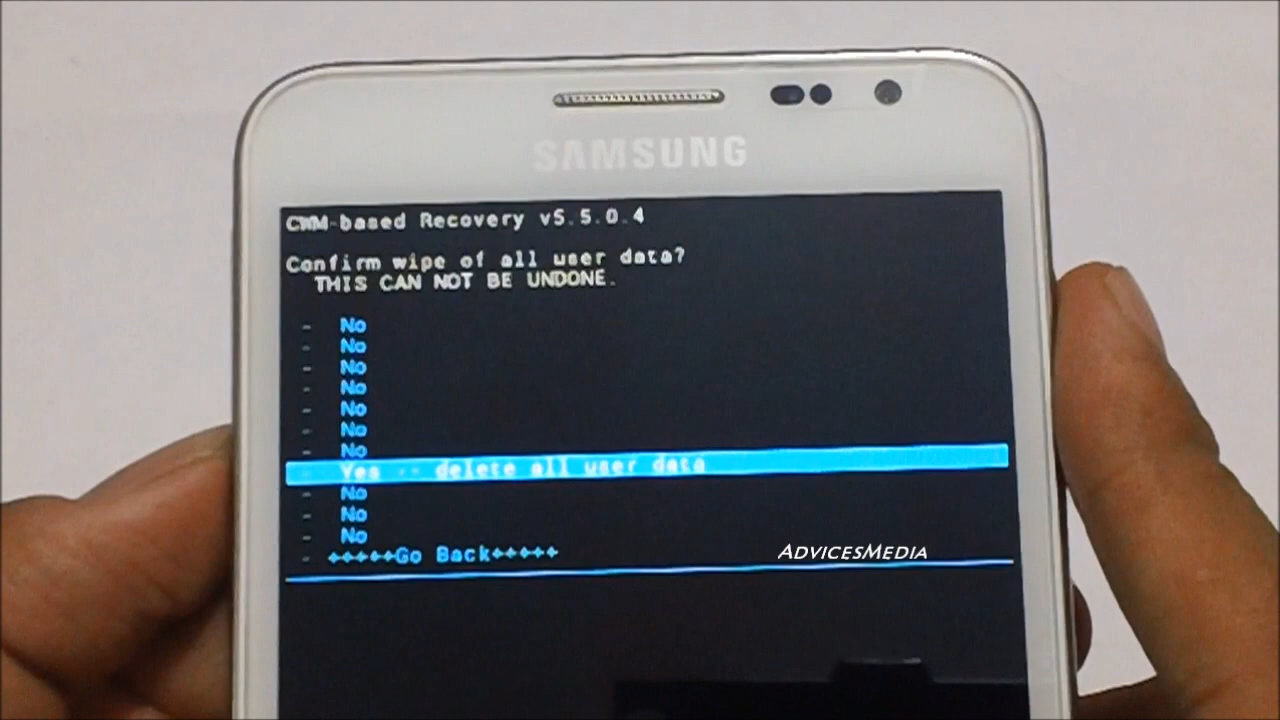 SAMSUNG
CWM-based Recovery v5.5.0.4
Confirm wipe of all user data?
THIS CAN NOT BE UNDONE.
- No
- No
- No
- No
- No
- No
- No
- Yes -- delete all user data
- No
- No
- No
- +++++Go Back+++++
ADVICESMEDIA